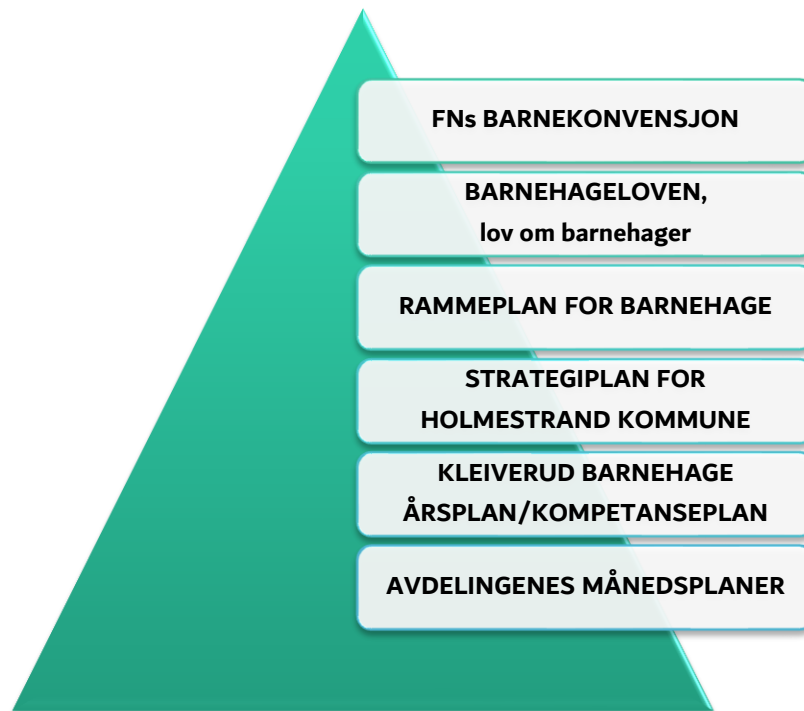 FNs BARNEKONVENSJON
BARNEHAGELOVEN,
lov om barnehager
RAMMEPLAN FOR BARNEHAGE
STRATEGIPLAN FOR
HOLMESTRAND KOMMUNE
KLEIVERUD BARNEHAGE
ÅRSPLAN/KOMPETANSEPLAN
AVDELINGENES MÅNEDSPLANER